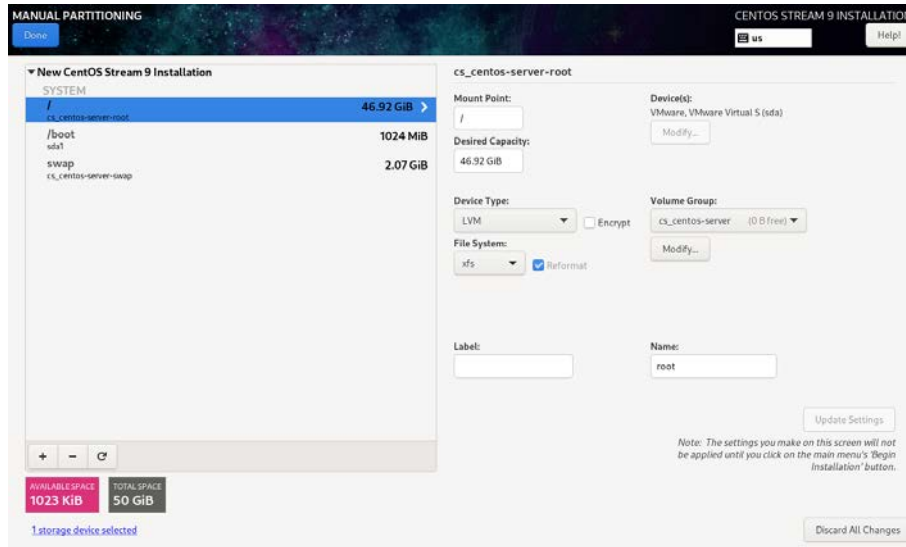 MANUAL PARTITIONING
CENTOS STREAM 9 INSTALLATION
Done
us
Help!
New CentOS Stream 9 Installation
SYSTEM
/
46.92 GiB
cs_centos-server-root
/boot
1024 MiB
sda1
swap
2.07 GiB
cs_centos-server-swap
cs_centos-server-root
Mount Point:
Device(s):
/
VMware, VMware Virtual S (sda)
Modify...
Desired Capacity:
46.92 GiB
Device Type:
Volume Group:
LVM
Encrypt
cs_centos-server (0 B free)
File System:
Modify...
xfs
Reformat
Label:
Name:
root
Update Settings
Note: The settings you make on this screen will not
be applied until you click on the main menu's 'Begin
Installation' button.
+ -
AVAILABLE SPACE
1023 KiB
TOTAL SPACE
50 GiB
1 storage device selected
Discard All Changes